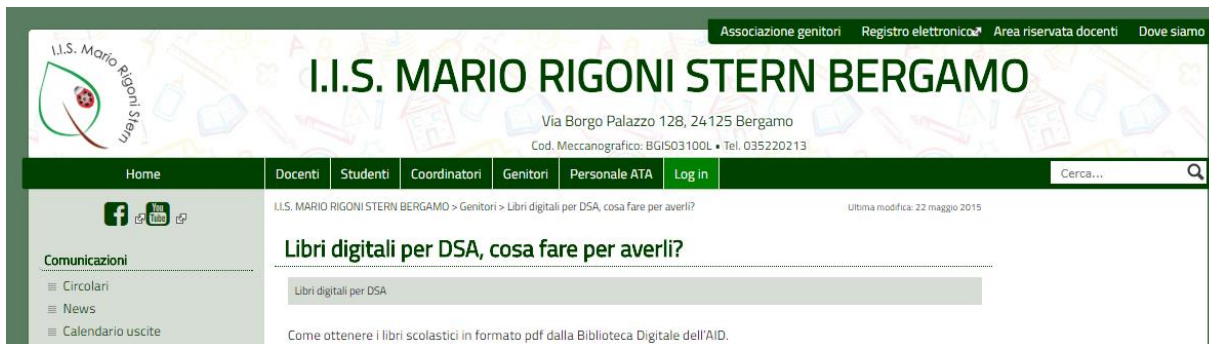 Associazione genitori Registro elettronico Area riservata docenti Dove siamo
I.I.S. Mario Rigoni Stern
I.I.S. MARIO RIGONI STERN BERGAMO
Via Borgo Palazzo 128, 24125 Bergamo
Cod. Meccanografico: BGIS03100L • Tel. 035220213
Home Docenti Studenti Coordinatori Genitori Personale ATA Log in Cerca...
You Tube
I.I.S. MARIO RIGONI STERN BERGAMO > Genitori > Libri digitali per DSA, cosa fare per averli? Ultima modifica: 22 maggio 2015
Libri digitali per DSA, cosa fare per averli?
Comunicazioni
Circolari
News
Calendario uscite
Libri digitali per DSA
Come ottenere i libri scolastici in formato pdf dalla Biblioteca Digitale dell'AID.